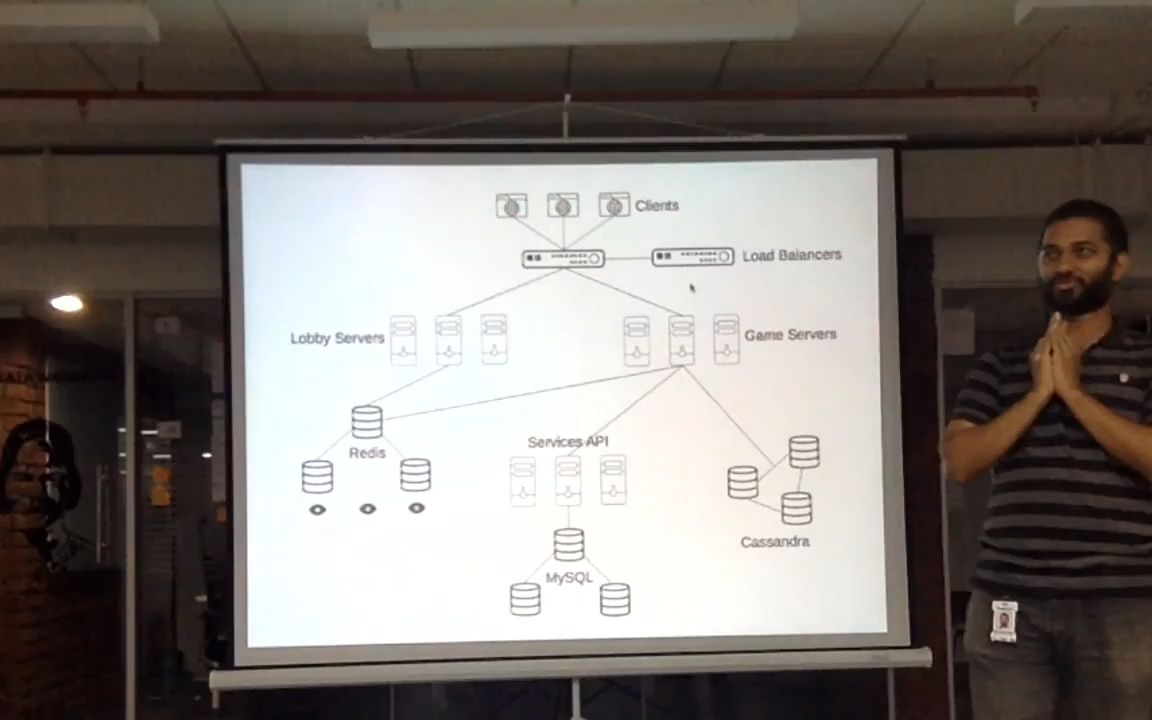 Clients
Load Balancers
Lobby Servers
Game Servers
Redis
Services API
Cassandra
MySQL